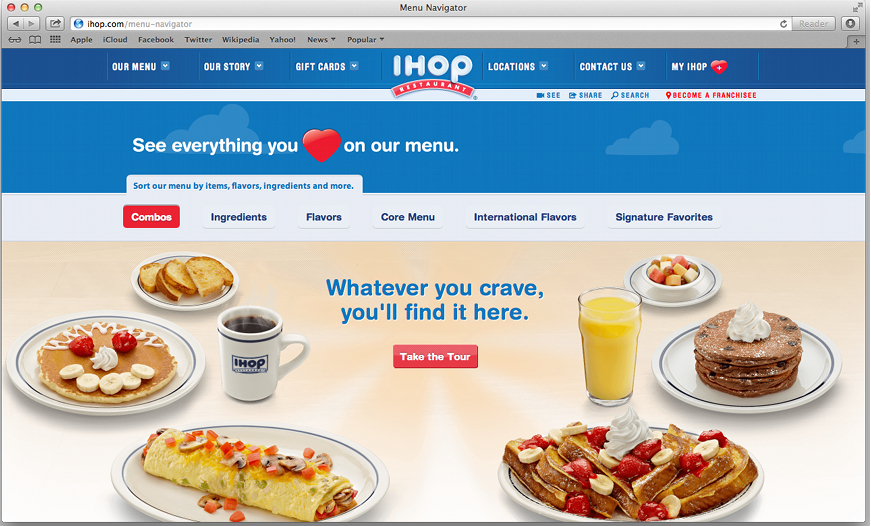 Menu Navigator
ihop.com/menu-navigator
Reader
Apple iCloud Facebook Twitter Wikipedia Yahoo! News Popular
OUR MENU OUR STORY GIFT CARDS IHOP LOCATIONS CONTACT US MY IHOP
RESTAURANT
SEE SHARE SEARCH BECOME A FRANCHISEE
See everything you on our menu.
Sort our menu by items, flavors, ingredients and more.
Combos Ingredients Flavors Core Menu International Flavors Signature Favorites
Whatever you crave,
you'll find it here.
Take the Tour
IHOP
RESTAURANT